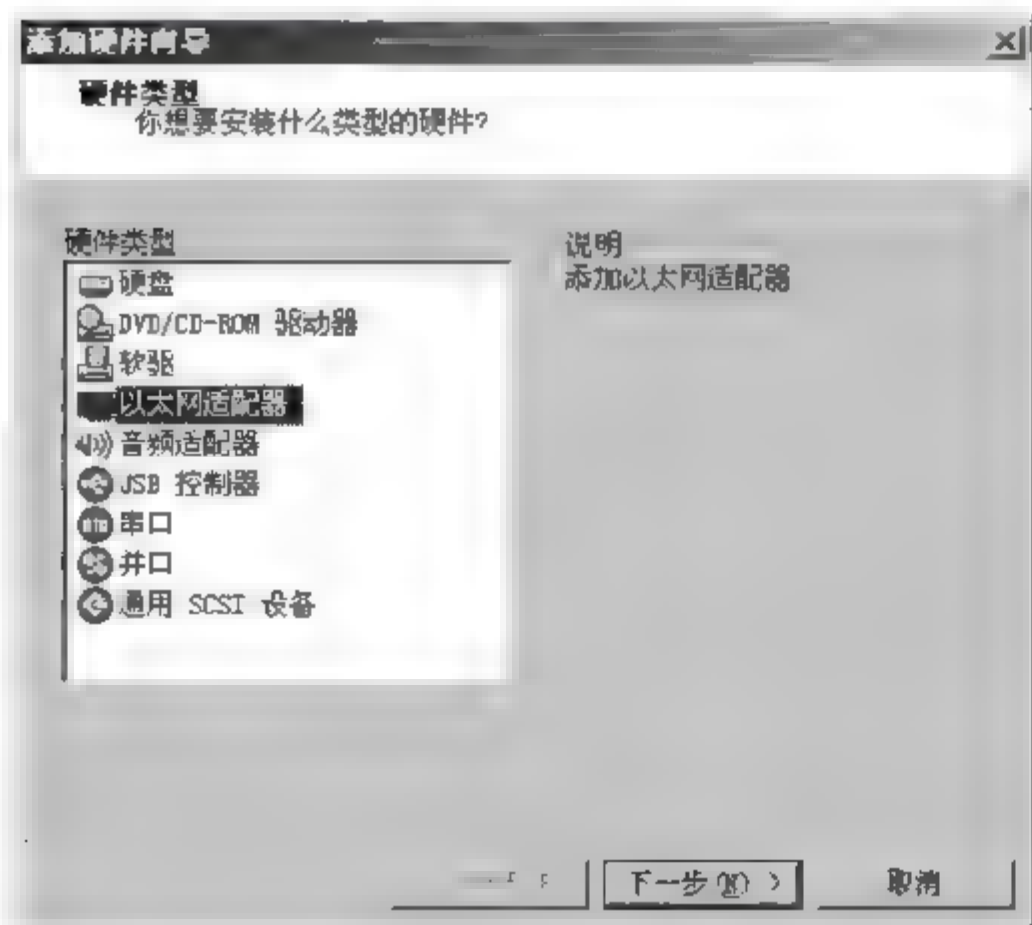 添加硬件向导
硬件类型
你想要安装什么类型的硬件?
硬件类型
硬盘
DVD/CD-ROM 驱动器
软驱
以太网适配器
音频适配器
JSB 控制器
串口
并口
通用 SCSI 设备
说明
添加以太网适配器
下一步(N) >
取消